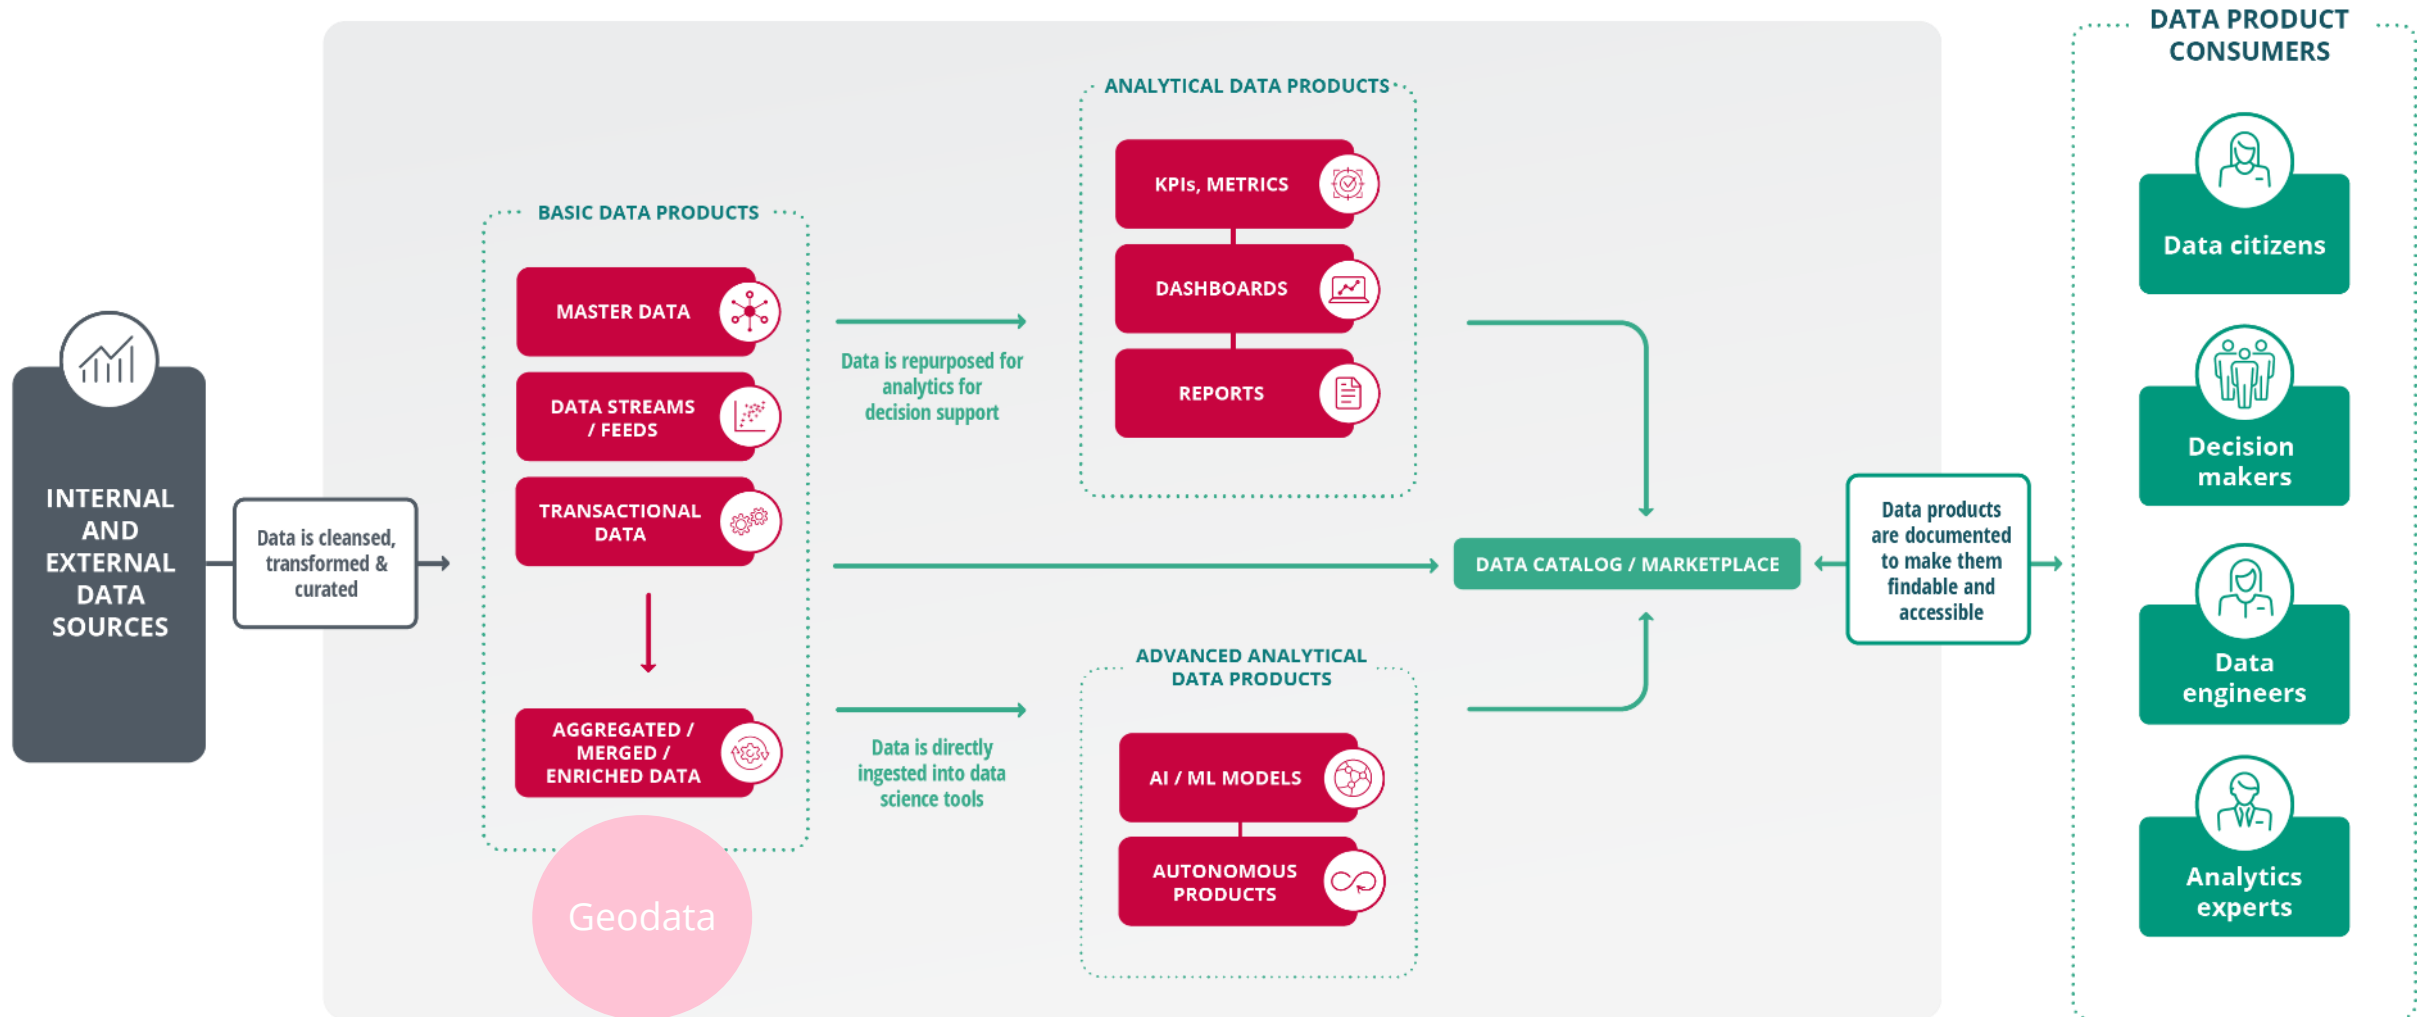 INTERNAL
AND
EXTERNAL
DATA
SOURCES
Data is cleansed,
transformed &
curated
BASIC DATA PRODUCTS
MASTER DATA
DATA STREAMS
/ FEEDS
TRANSACTIONAL
DATA
AGGREGATED /
MERGED /
ENRICHED DATA
Geodata
Data is repurposed for
analytics for
decision support
Data is directly
ingested into data
science tools
ANALYTICAL DATA PRODUCTS
KPIs, METRICS
DASHBOARDS
REPORTS
ADVANCED ANALYTICAL
DATA PRODUCTS
AI / ML MODELS
AUTONOMOUS
PRODUCTS
DATA CATALOG / MARKETPLACE
Data products
are documented
to make them
findable and
accessible
DATA PRODUCT
CONSUMERS
Data citizens
Decision
makers
Data
engineers
Analytics
experts